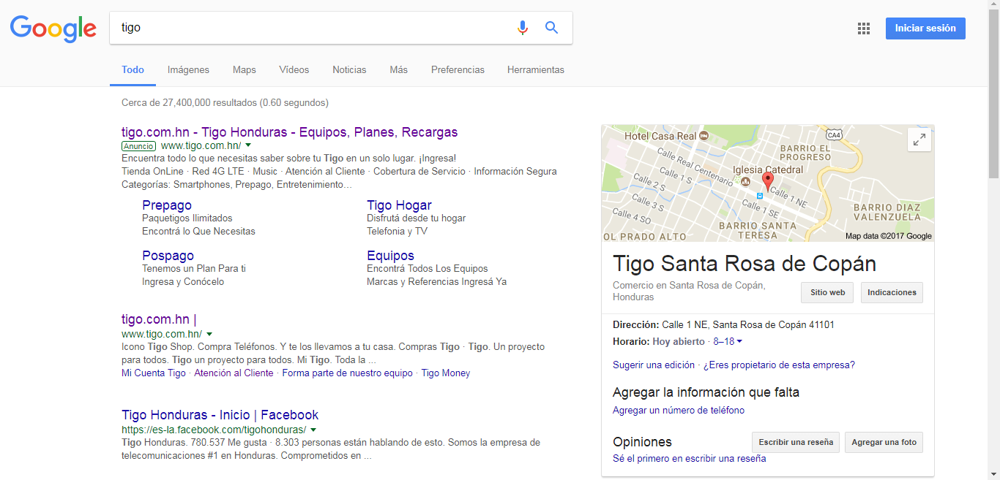 Google
tigo
Iniciar sesión
Todo Imágenes Maps Vídeos Noticias Más Preferencias Herramientas
Cerca de 27,400,000 resultados (0.60 segundos)
tigo.com.hn - Tigo Honduras - Equipos, Planes, Recargas
Anuncio www.tigo.com.hn/
Encuentra todo lo que necesitas saber sobre tu Tigo en un solo lugar. ¡Ingresa!
Tienda OnLine · Red 4G LTE · Music · Atención al Cliente · Cobertura de Servicio · Información Segura
Categorías: Smartphones, Prepago, Entretenimiento…
Prepago
Paquetigos Ilimitados
Encontrá lo Que Necesitas
Tigo Hogar
Disfrutá desde tu hogar
Telefonia y TV
Pospago
Tenemos un Plan Para ti
Ingresa y Conócelo
Equipos
Encontrá Todos Los Equipos
Marcas y Referencias Ingresá Ya
tigo.com.hn |
www.tigo.com.hn/
Icono Tigo Shop. Compra Teléfonos. Y te los llevamos a tu casa. Compras Tigo · Tigo. Un proyecto
para todos. Tigo un proyecto para todos. Mi Tigo. Toda la ...
Mi Cuenta Tigo · Atención al Cliente · Forma parte de nuestro equipo · Tigo Money
Tigo Honduras - Inicio | Facebook
https://es-la.facebook.com/tigohonduras/
Tigo Honduras. 780.537 Me gusta · 8.303 personas están hablando de esto. Somos la empresa de
telecomunicaciones #1 en Honduras. Comprometidos en ...
Hotel Casa Real
CA4
BARRIO EL
PROGRESO
Calle Real Centenario
Iglesia Catedral
Calle 1 S
Calle 2 S
Calle 1 NE
Calle 3 S
Calle 1 SE
Calle 4 SO
BARRIO DIAZ
VALENZUELA
BARRIO SANTA
TERESA
OL PRADO ALTO
Map data ©2017 Google
Tigo Santa Rosa de Copán
Comercio en Santa Rosa de Copán,
Honduras
Sitio web
Indicaciones
Dirección: Calle 1 NE, Santa Rosa de Copán 41101
Horario: Hoy abierto · 8–18
Sugerir una edición · ¿Eres propietario de esta empresa?
Agregar la información que falta
Agregar un número de teléfono
Opiniones
Escribir una reseña
Agregar una foto
Sé el primero en escribir una reseña